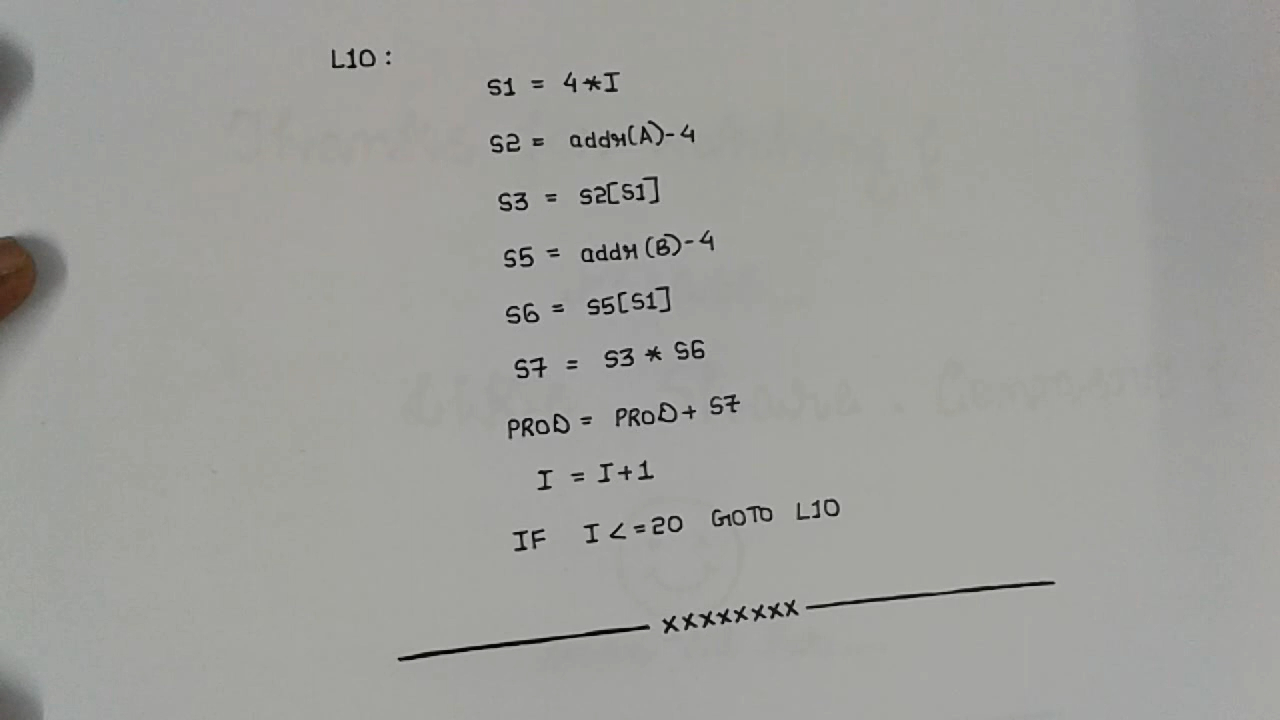 L10:
S1 = 4*I
S2 = addr(A)-4
S3 = S2[S1]
S5 = addr(B)-4
S6 = S5[S1]
S7 = S3 * S6
PROD = PROD + S7
I = I+1
IF I <= 20 GOTO L10
xxxxxxxx